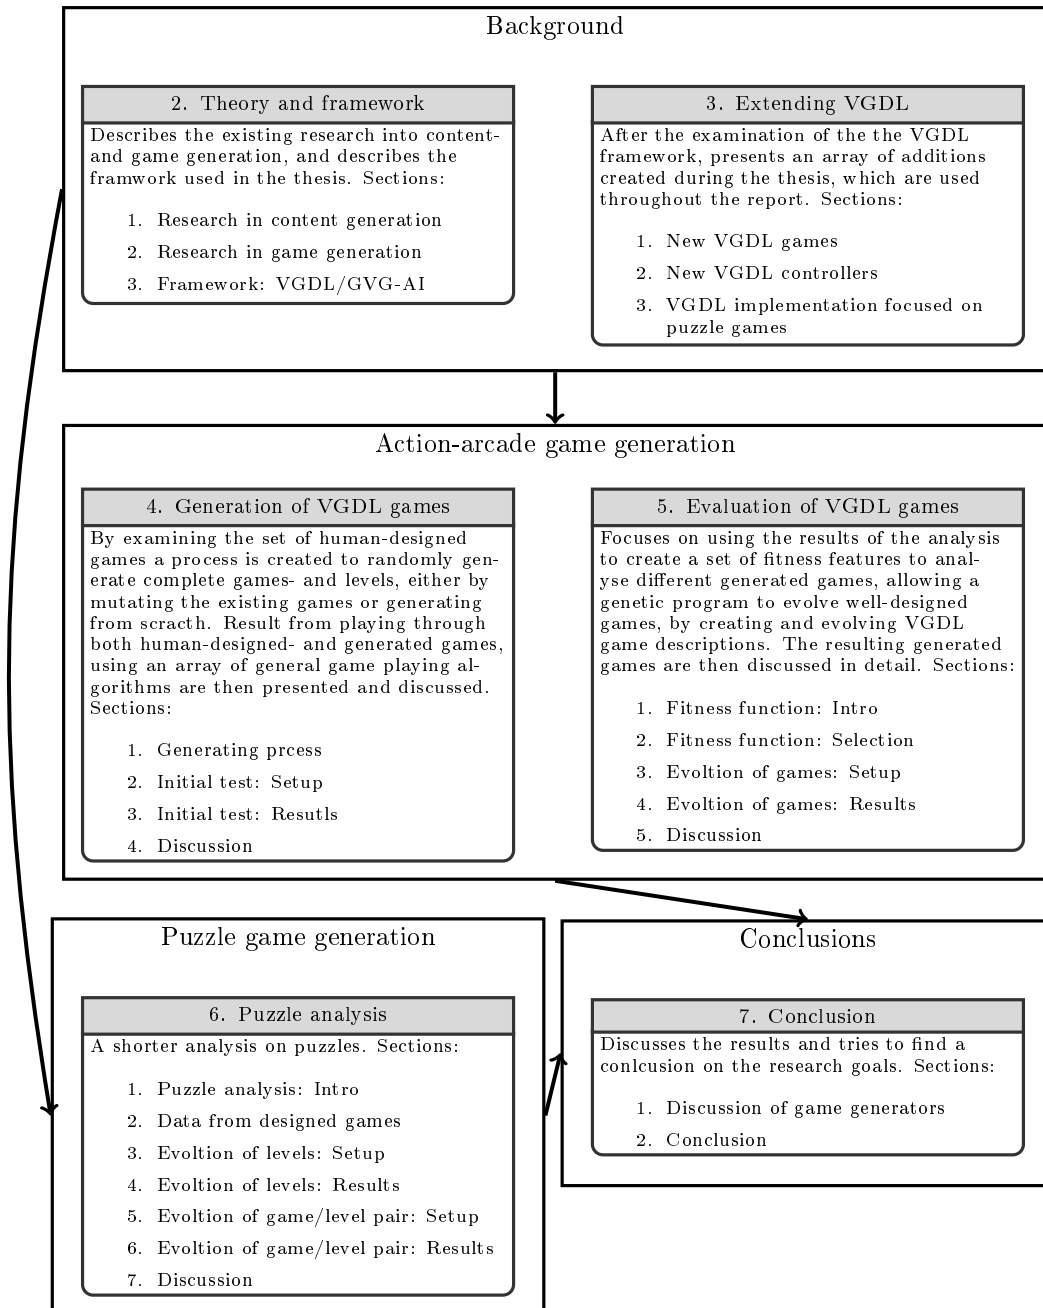 Background
2. Theory and framework
Describes the existing research into content-
and game generation, and describes the
framwork used in the thesis. Sections:
1. Research in content generation
2. Research in game generation
3. Framework: VGDL/GVG-AI
3. Extending VGDL
After the examination of the the VGDL
framework, presents an array of additions
created during the thesis, which are used
throughout the report. Sections:
1. New VGDL games
2. New VGDL controllers
3. VGDL implementation focused on
puzzle games
Action-arcade game generation
4. Generation of VGDL games
By examining the set of human-designed
games a process is created to randomly gen-
erate complete games- and levels, either by
mutating the existing games or generating
from scracth. Result from playing through
both human-designed- and generated games,
using an array of general game playing al-
gorithms are then presented and discussed.
Sections:
1. Generating prcess
2. Initial test: Setup
3. Initial test: Resutls
4. Discussion
5. Evaluation of VGDL games
Focuses on using the results of the analysis
to create a set of fitness features to anal-
yse different generated games, allowing a
genetic program to evolve well-designed
games, by creating and evolving VGDL
game descriptions. The resulting generated
games are then discussed in detail. Sections:
1. Fitness function: Intro
2. Fitness function: Selection
3. Evoltion of games: Setup
4. Evoltion of games: Results
5. Discussion
Puzzle game generation
6. Puzzle analysis
A shorter analysis on puzzles. Sections:
1. Puzzle analysis: Intro
2. Data from designed games
3. Evoltion of levels: Setup
4. Evoltion of levels: Results
5. Evoltion of game/level pair: Setup
6. Evoltion of game/level pair: Results
7. Discussion
Conclusions
7. Conclusion
Discusses the results and tries to find a
conlcusion on the research goals. Sections:
1. Discussion of game generators
2. Conclusion